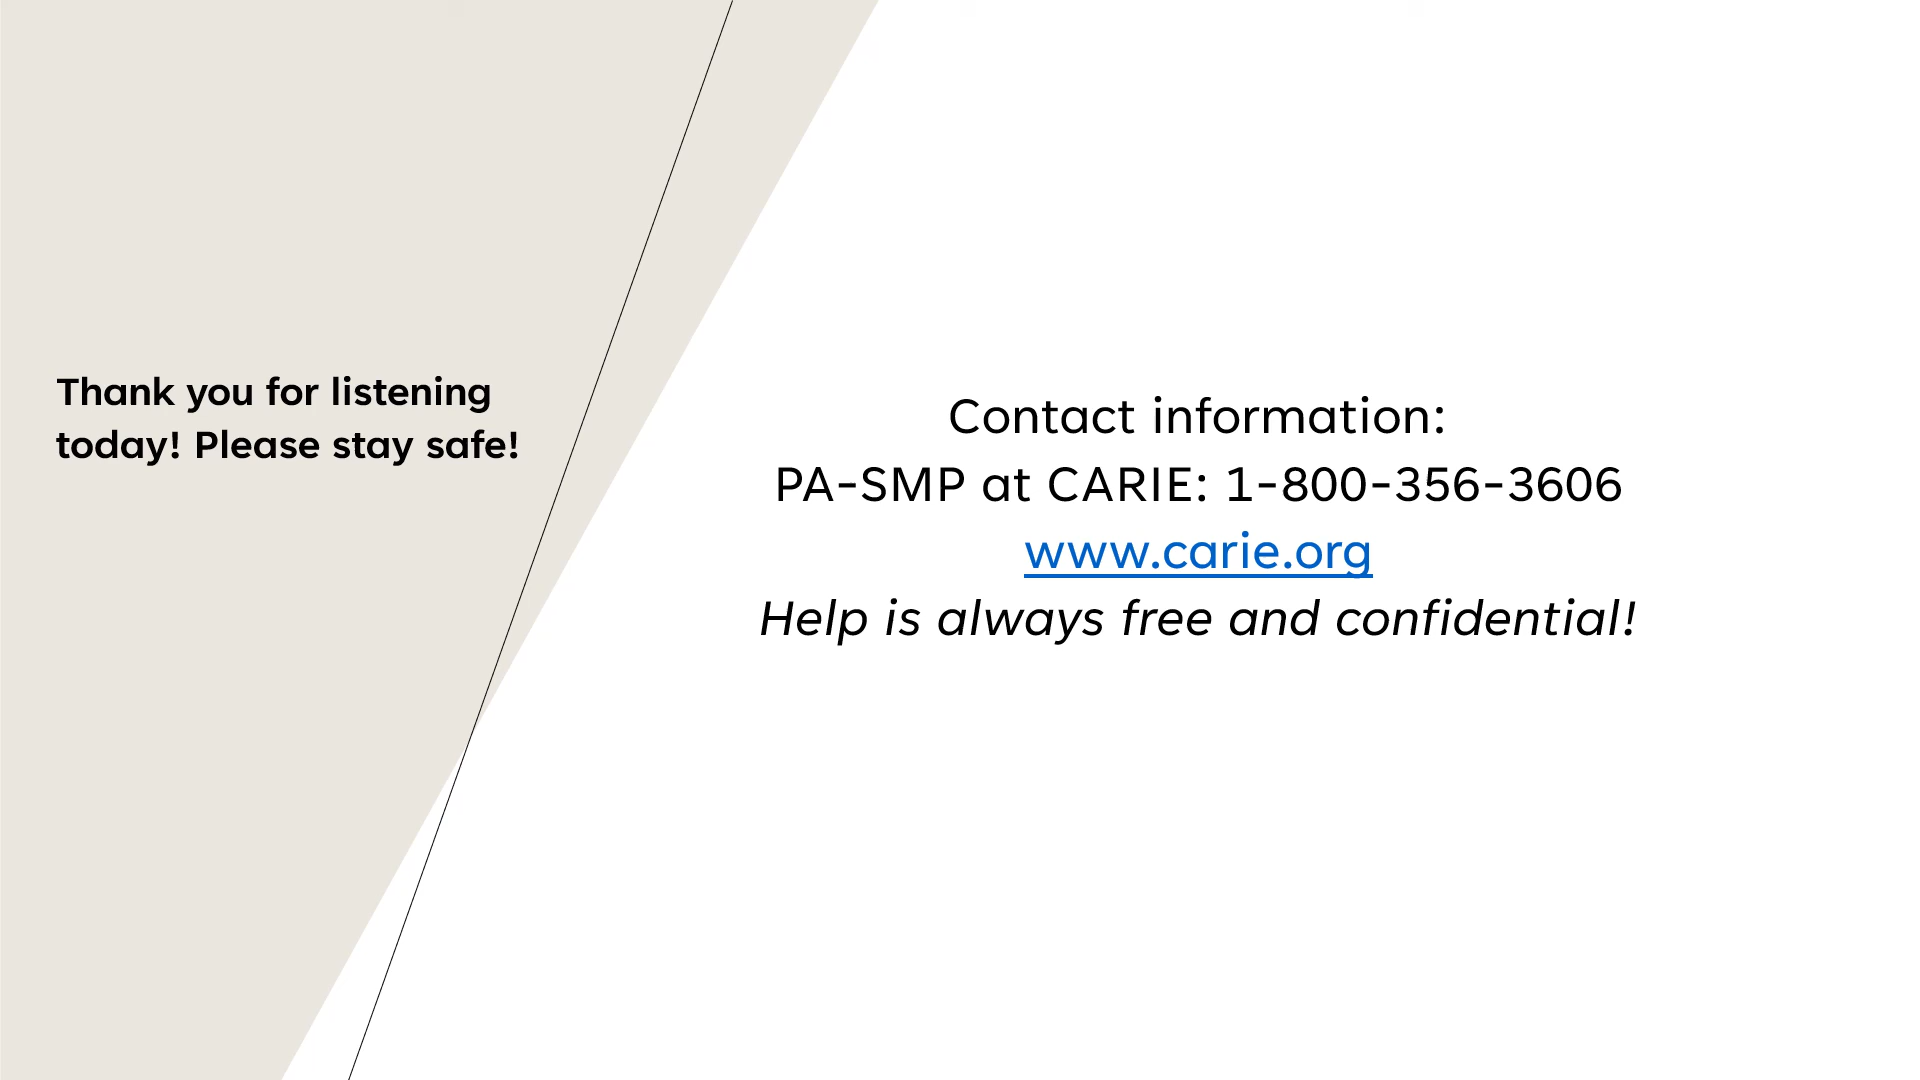 Thank you for listening
today! Please stay safe!
Contact information:
PA-SMP at CARIE: 1-800-356-3606
www.carie.org
Help is always free and confidential!